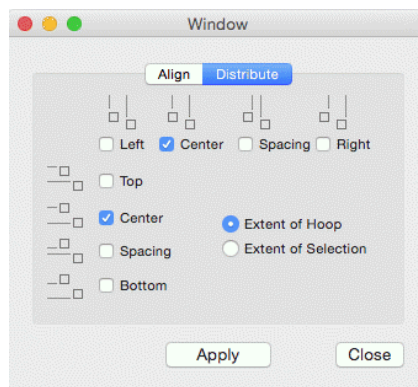 Window
Align Distribute
Left Center Spacing Right
Top
Center
Extent of Hoop
Spacing
Extent of Selection
Bottom
Apply Close